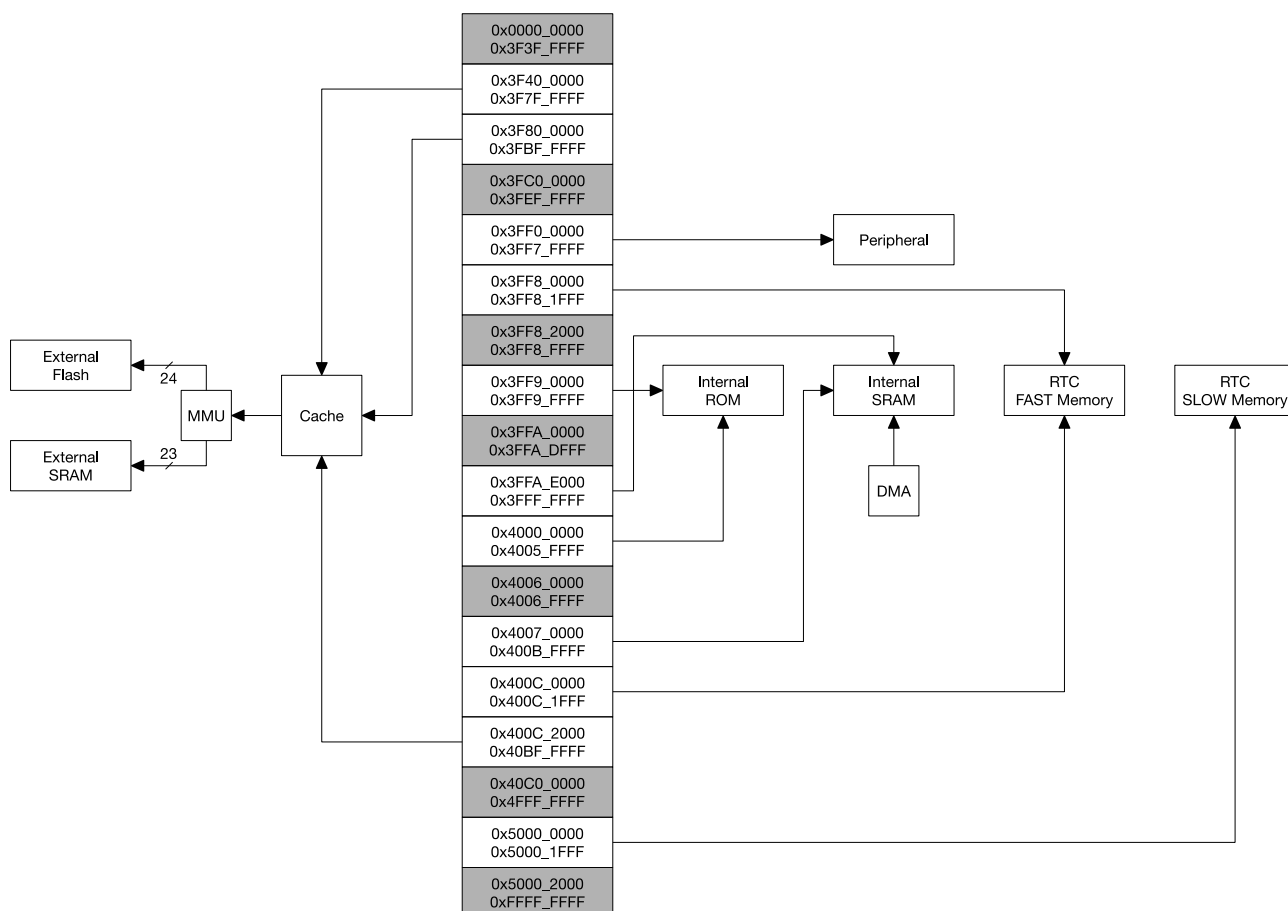 0x0000_0000
0x3F3F_FFFF
0x3F40_0000
0x3F7F_FFFF
0x3F80_0000
0x3FBF_FFFF
0x3FC0_0000
0x3FEF_FFFF
0x3FF0_0000
0x3FF7_FFFF
Peripheral
0x3FF8_0000
0x3FF8_1FFF
0x3FF8_2000
0x3FF8_FFFF
External
Flash
24
MMU
23
External
SRAM
Cache
0x3FF9_0000
0x3FF9_FFFF
Internal
ROM
Internal
SRAM
RTC
FAST Memory
RTC
SLOW Memory
0x3FFA_0000
0x3FFA_DFFF
0x3FFA_E000
0x3FFF_FFFF
DMA
0x4000_0000
0x4005_FFFF
0x4006_0000
0x4006_FFFF
0x4007_0000
0x400B_FFFF
0x400C_0000
0x400C_1FFF
0x400C_2000
0x40BF_FFFF
0x40C0_0000
0x4FFF_FFFF
0x5000_0000
0x5000_1FFF
0x5000_2000
0xFFFF_FFFF